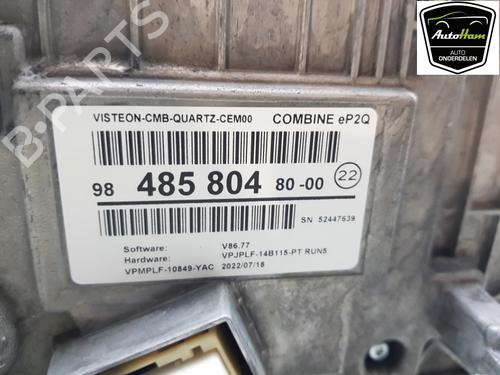 AutoHam
AUTO
ONDERDELEN
B-PARTS
VISTEON-CMB-QUARTZ-CEM00 COMBINE eP2Q
98 485 804 80-00 22
SN 52447639
Software: V86.77
Hardware: VPJPLF-14B115-PT RUN5
VPMPLF-10849-YAC 2022/07/18